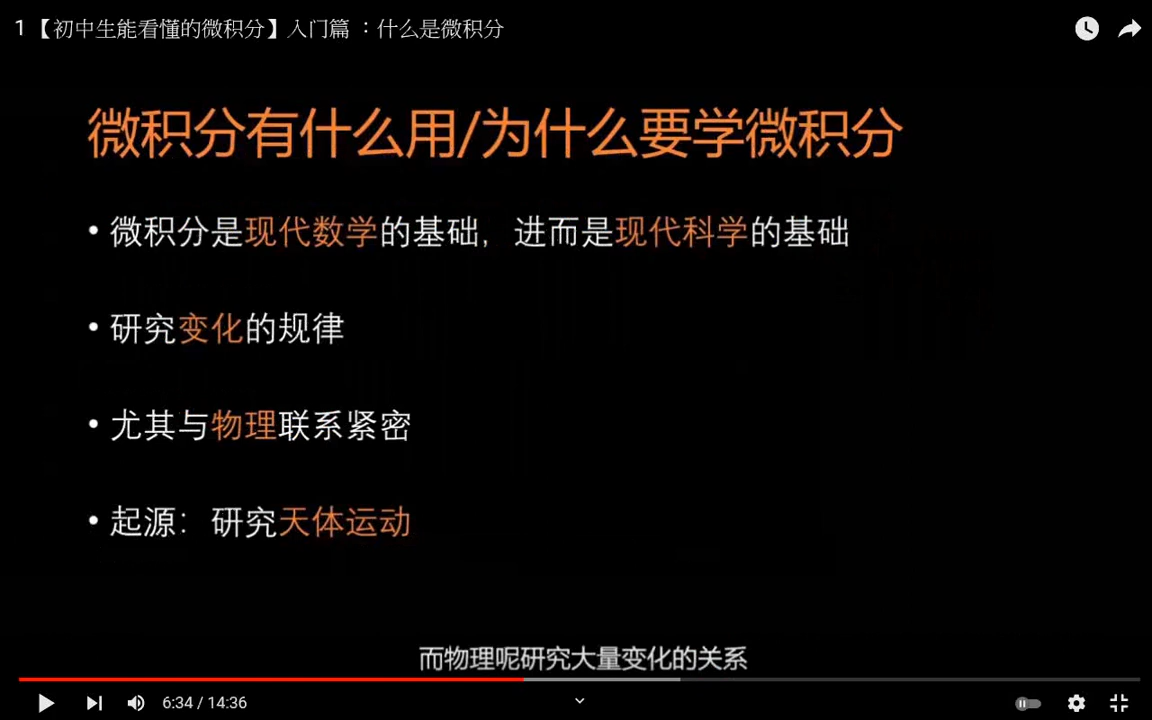 1 【初中生能看懂的微积分】入门篇 ：什么是微积分
微积分有什么用/为什么要学微积分
• 微积分是现代数学的基础，进而是现代科学的基础
• 研究变化的规律
• 尤其与物理联系紧密
• 起源：研究天体运动
而物理呢研究大量变化的关系
6:34 / 14:36